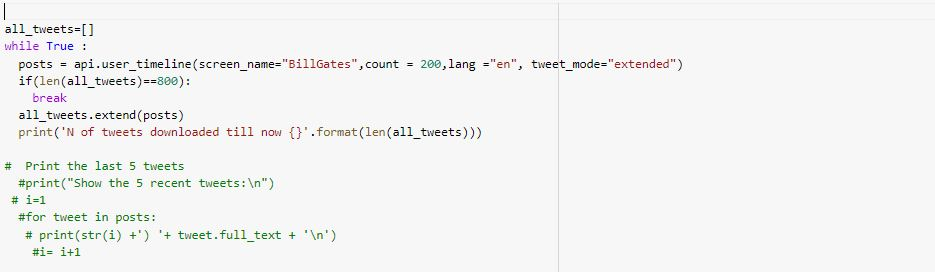 all_tweets=[]
while True :
  posts = api.user_timeline(screen_name="BillGates",count = 200,lang ="en", tweet_mode="extended")
  if(len(all_tweets)==800):
    break
  all_tweets.extend(posts)
  print('N of tweets downloaded till now {}'.format(len(all_tweets)))

#  Print the last 5 tweets
  #print("Show the 5 recent tweets:\n")
 # i=1
  #for tweet in posts:
   # print(str(i) +') '+ tweet.full_text + '\n')
    #i= i+1